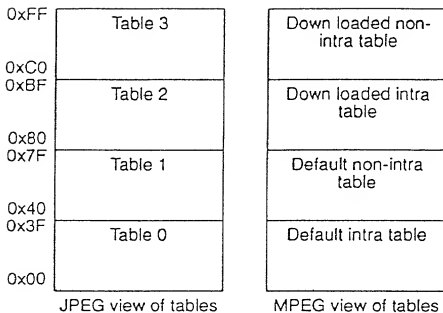 0xFF
Table 3
Down loaded non-
intra table
0xC0
0xBF
Table 2
Down loaded intra
table
0x80
0x7F
Table 1
Default non-intra
table
0x40
0x3F
Table 0
Default intra table
0x00
JPEG view of tables
MPEG view of tables